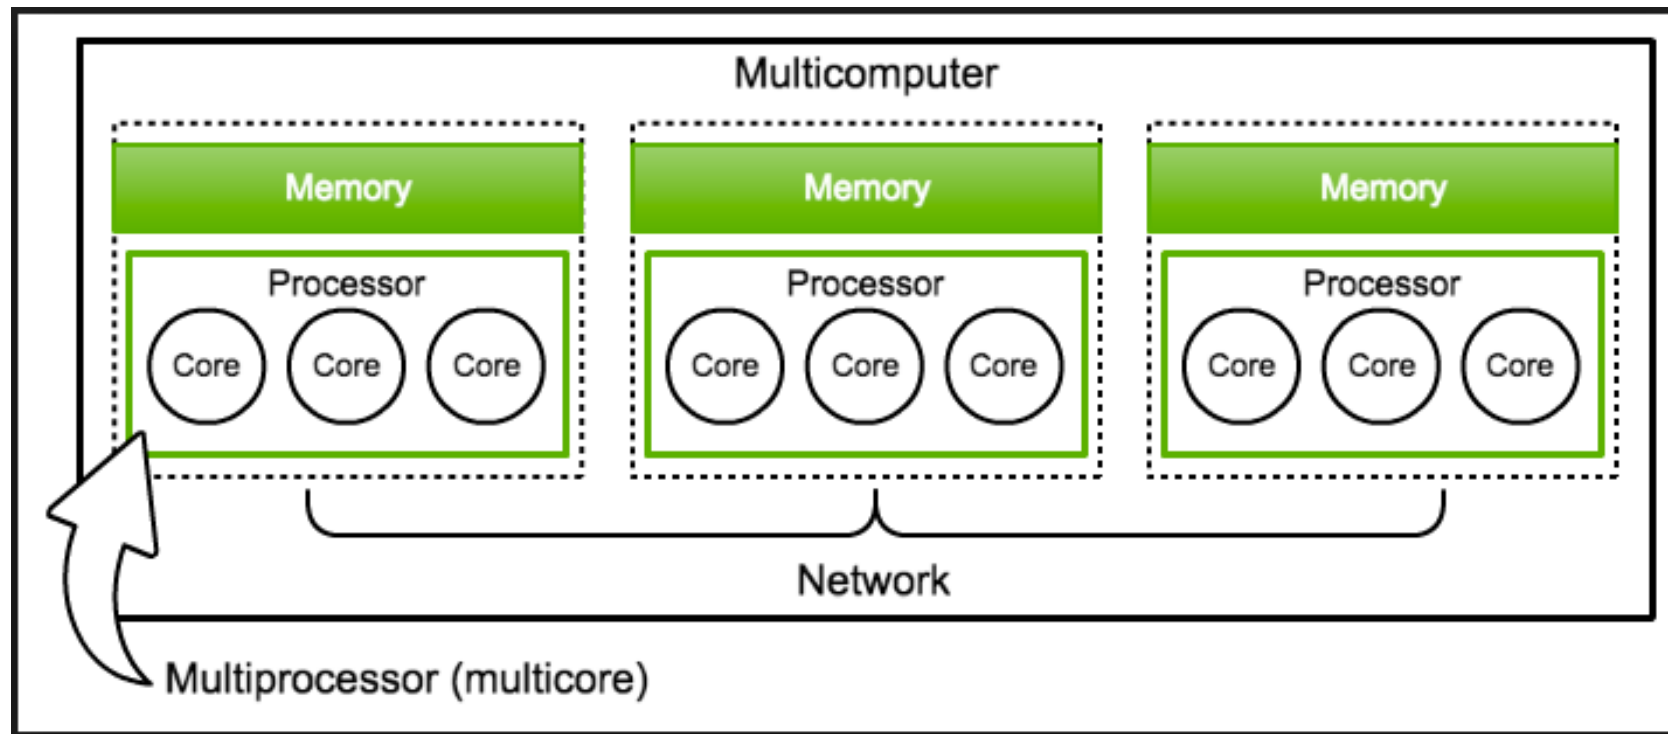 Multicomputer
Memory
Memory
Memory
Processor
Processor
Processor
Core
Core
Core
Core
Core
Core
Core
Core
Core
Network
Multiprocessor (multicore)